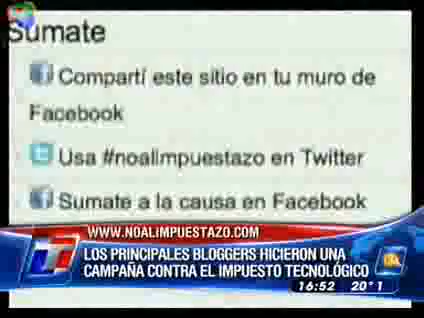 Sumate
Compartí este sitio en tu muro de
Facebook
Usa #noalimpuestazo en Twitter
Sumate a la causa en Facebook
WWW.NOALIMPUESTAZO.COM
LOS PRINCIPALES BLOGGERS HICIERON UNA
CAMPAÑA CONTRA EL IMPUESTO TECNOLÓGICO
16:52 20°1